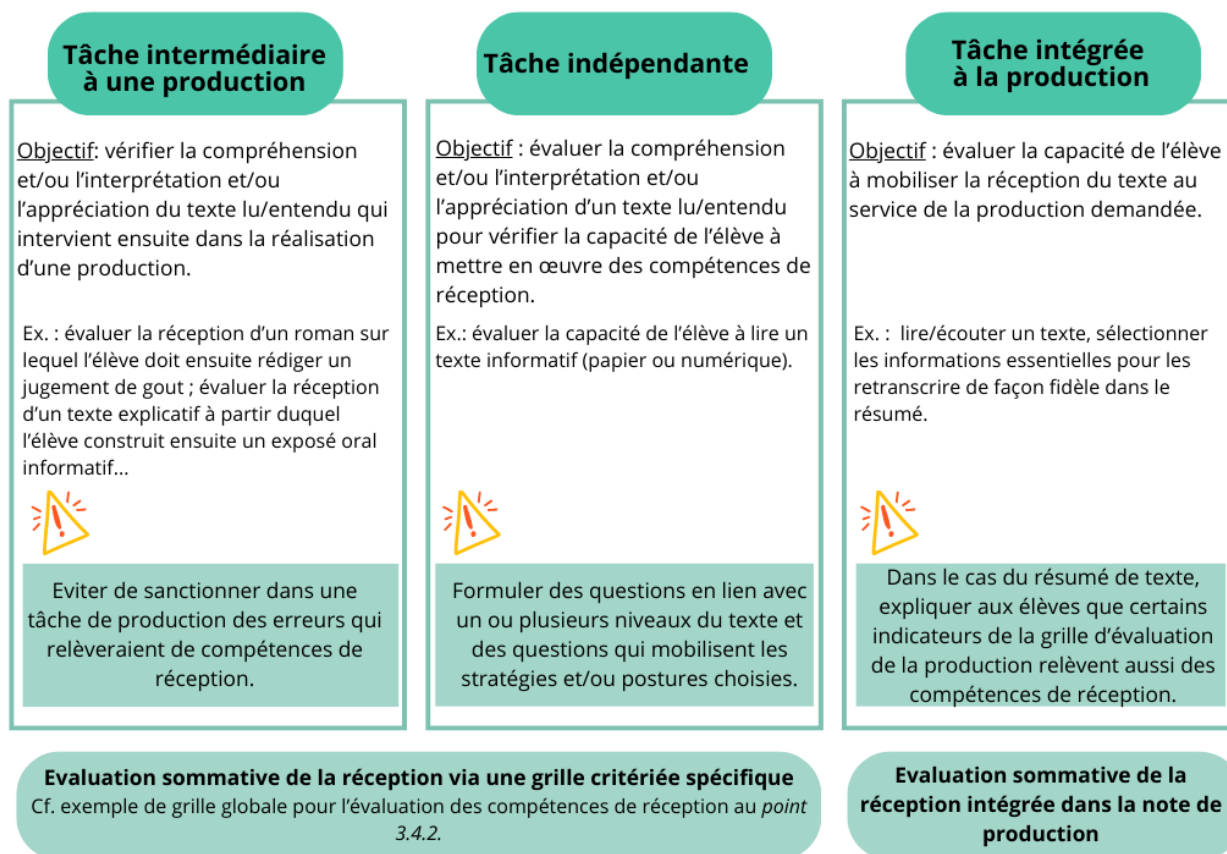 Tâche intermédiaire
à une production
Objectif: vérifier la compréhension
et/ou l'interprétation et/ou
l'appréciation du texte lu/entendu qui
intervient ensuite dans la réalisation
d'une production.
Ex. : évaluer la réception d'un roman sur
lequel l'élève doit ensuite rédiger un
jugement de gout ; évaluer la réception
d'un texte explicatif à partir duquel
l'élève construit ensuite un exposé oral
informatif...
Eviter de sanctionner dans une
tâche de production des erreurs qui
relèveraient de compétences de
réception.
Tâche indépendante
Objectif : évaluer la compréhension
et/ou l'interprétation et/ou
l'appréciation d'un texte lu/entendu
pour vérifier la capacité de l'élève à
mettre en œuvre des compétences de
réception.
Ex.: évaluer la capacité de l'élève à lire un
texte informatif (papier ou numérique).
Formuler des questions en lien avec
un ou plusieurs niveaux du texte et
des questions qui mobilisent les
stratégies et/ou postures choisies.
Tâche intégrée
à la production
Objectif : évaluer la capacité de l'élève
à mobiliser la réception du texte au
service de la production demandée.
Ex. : lire/écouter un texte, sélectionner
les informations essentielles pour les
retranscrire de façon fidèle dans le
résumé.
Dans le cas du résumé de texte,
expliquer aux élèves que certains
indicateurs de la grille d'évaluation
de la production relèvent aussi des
compétences de réception.
Evaluation sommative de la réception via une grille critériée spécifique
Cf. exemple de grille globale pour l'évaluation des compétences de réception au point
3.4.2.
Evaluation sommative de la
réception intégrée dans la note de
production